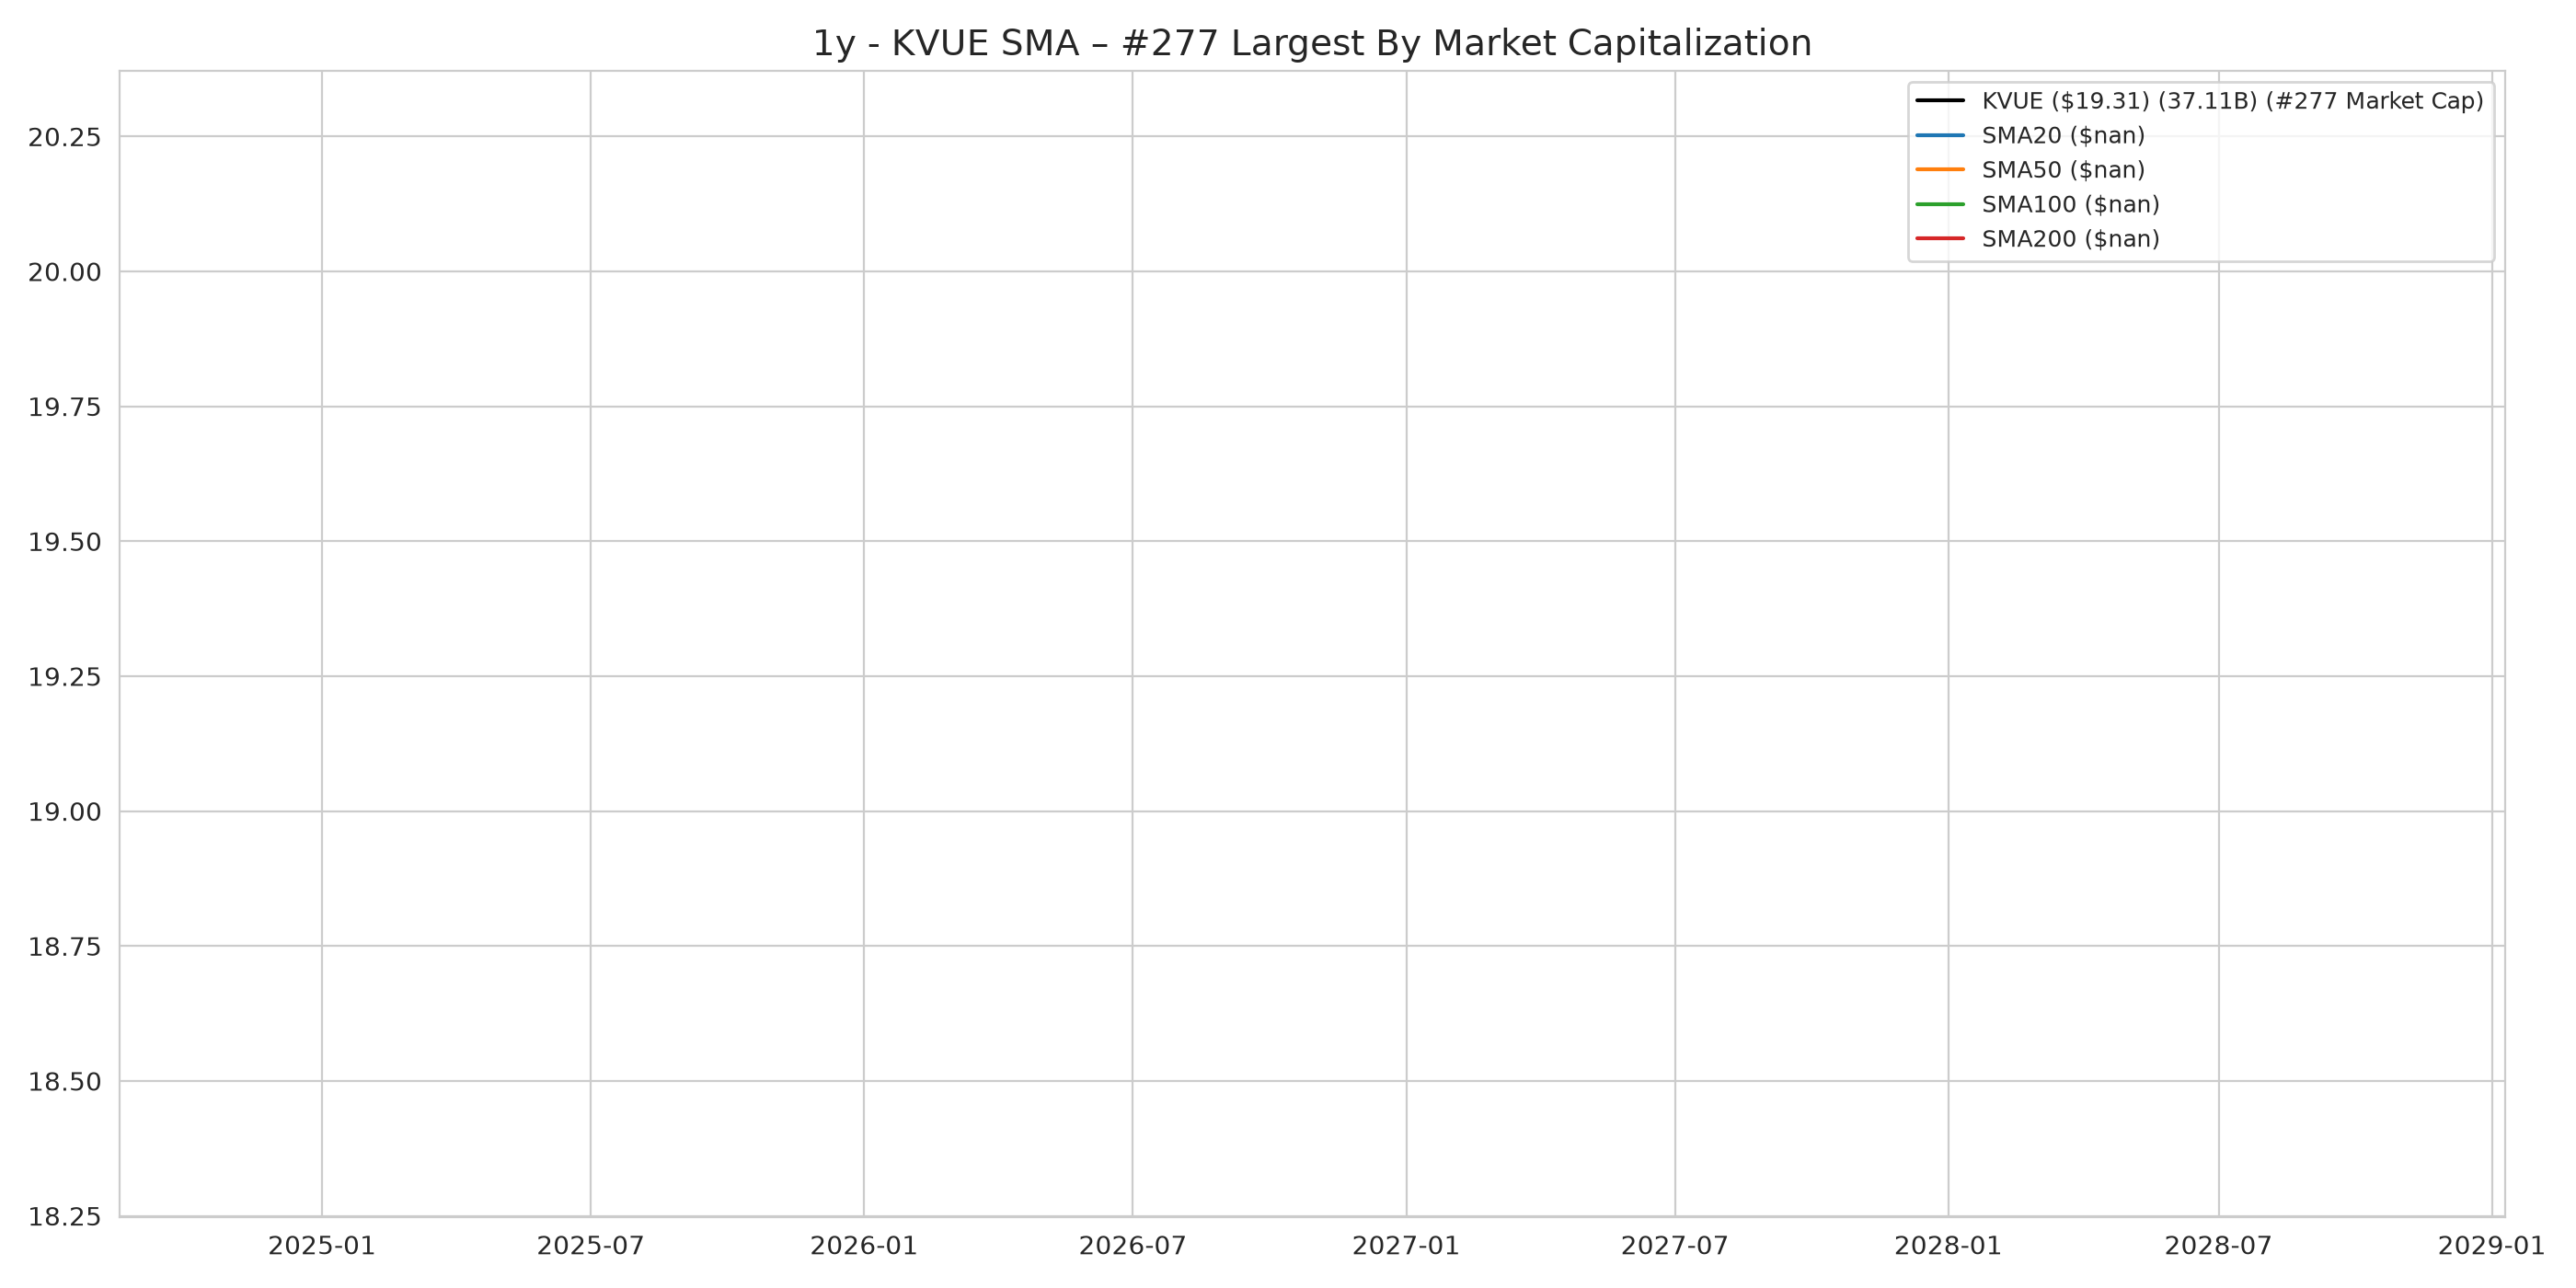 1y - KVUE SMA – #277 Largest By Market Capitalization
KVUE ($19.31) (37.11B) (#277 Market Cap)
SMA20 ($nan)
SMA50 ($nan)
SMA100 ($nan)
SMA200 ($nan)
20.25
20.00
19.75
19.50
19.25
19.00
18.75
18.50
18.25
2025-01 2025-07 2026-01 2026-07 2027-01 2027-07 2028-01 2028-07 2029-01